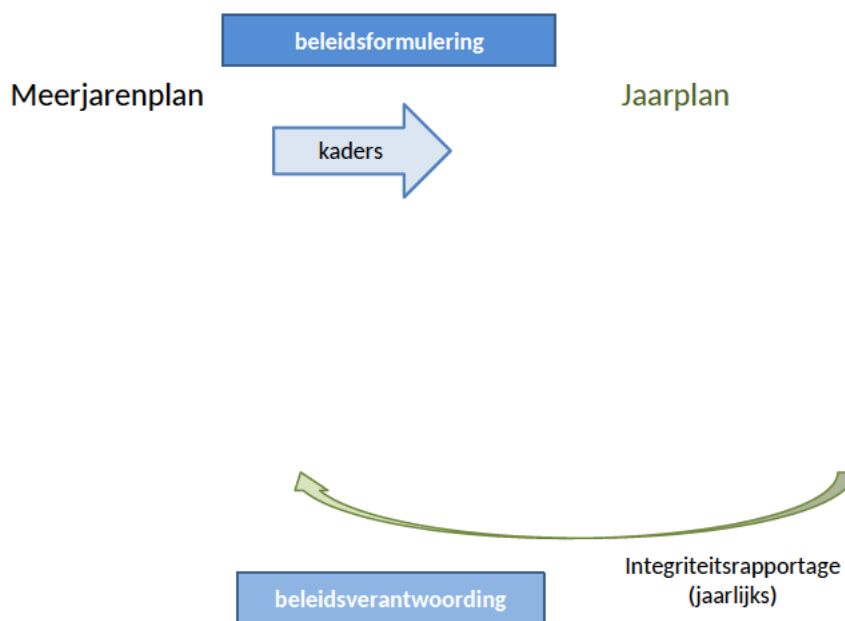 beleidsformulering
Meerjarenplan
Jaarplan
kaders
Integriteitsrapportage
(jaarlijks)
beleidsverantwoording